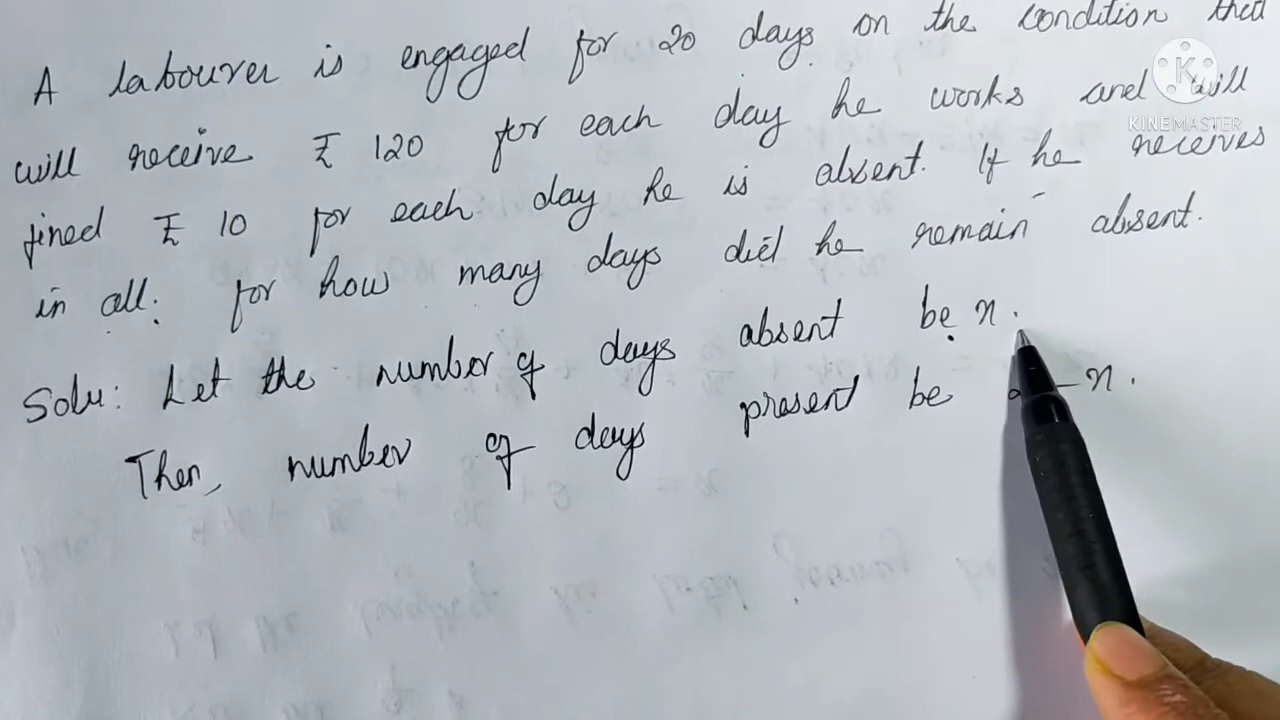 A labourer is engaged for 20 days on the condition that
will receive ₹ 120 for each day he works and will
fined ₹ 10 for each day he is absent. If he receives
in all. for how many days did he remain absent.
Solu: Let the number of days absent be x.
Then, number of days present be - x.
K
KINEMASTER